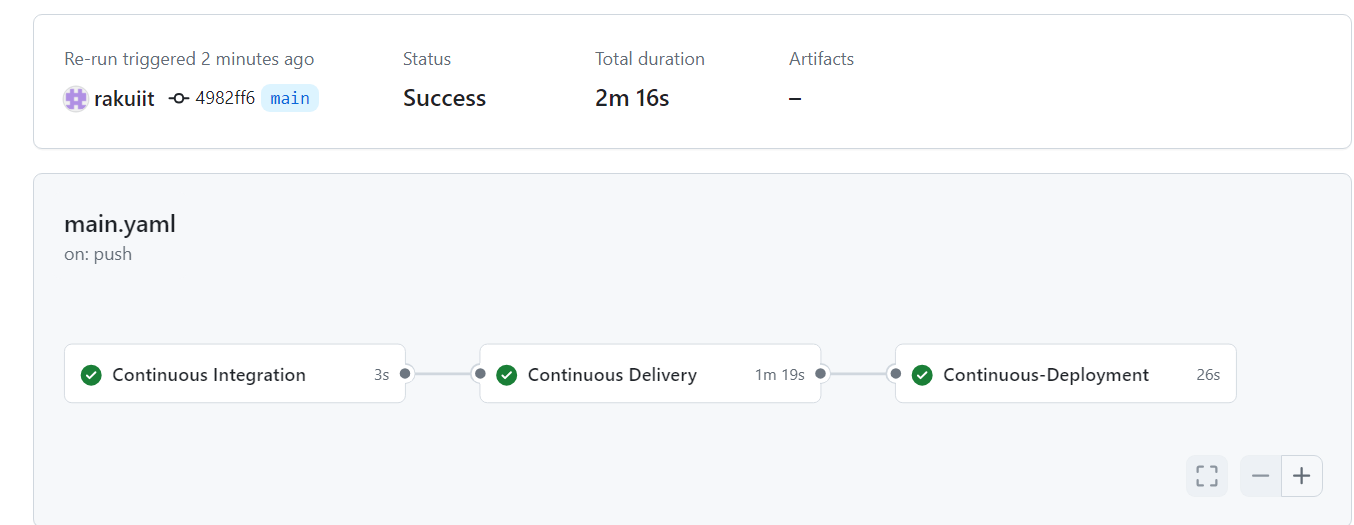 Re-run triggered 2 minutes ago
rakuiit 4982ff6 main
Status
Success
Total duration
2m 16s
Artifacts
–
main.yaml
on: push
Continuous Integration 3s
Continuous Delivery 1m 19s
Continuous-Deployment 26s